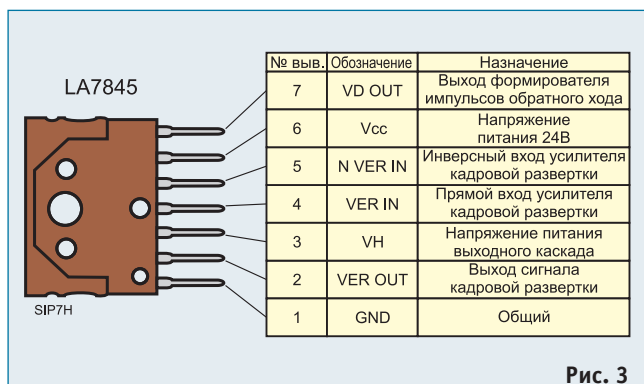 LA7845
SIP7H
№ выв. Обозначение Назначение
7 VD OUT Выход формирователя
импульсов обратного хода
6 Vcc Напряжение
питания 24В
5 N VER IN Инверсный вход усилителя
кадровой развертки
4 VER IN Прямой вход усилителя
кадровой развертки
3 VH Напряжение питания
выходного каскада
2 VER OUT Выход сигнала
кадровой развертки
1 GND Общий
Рис. 3